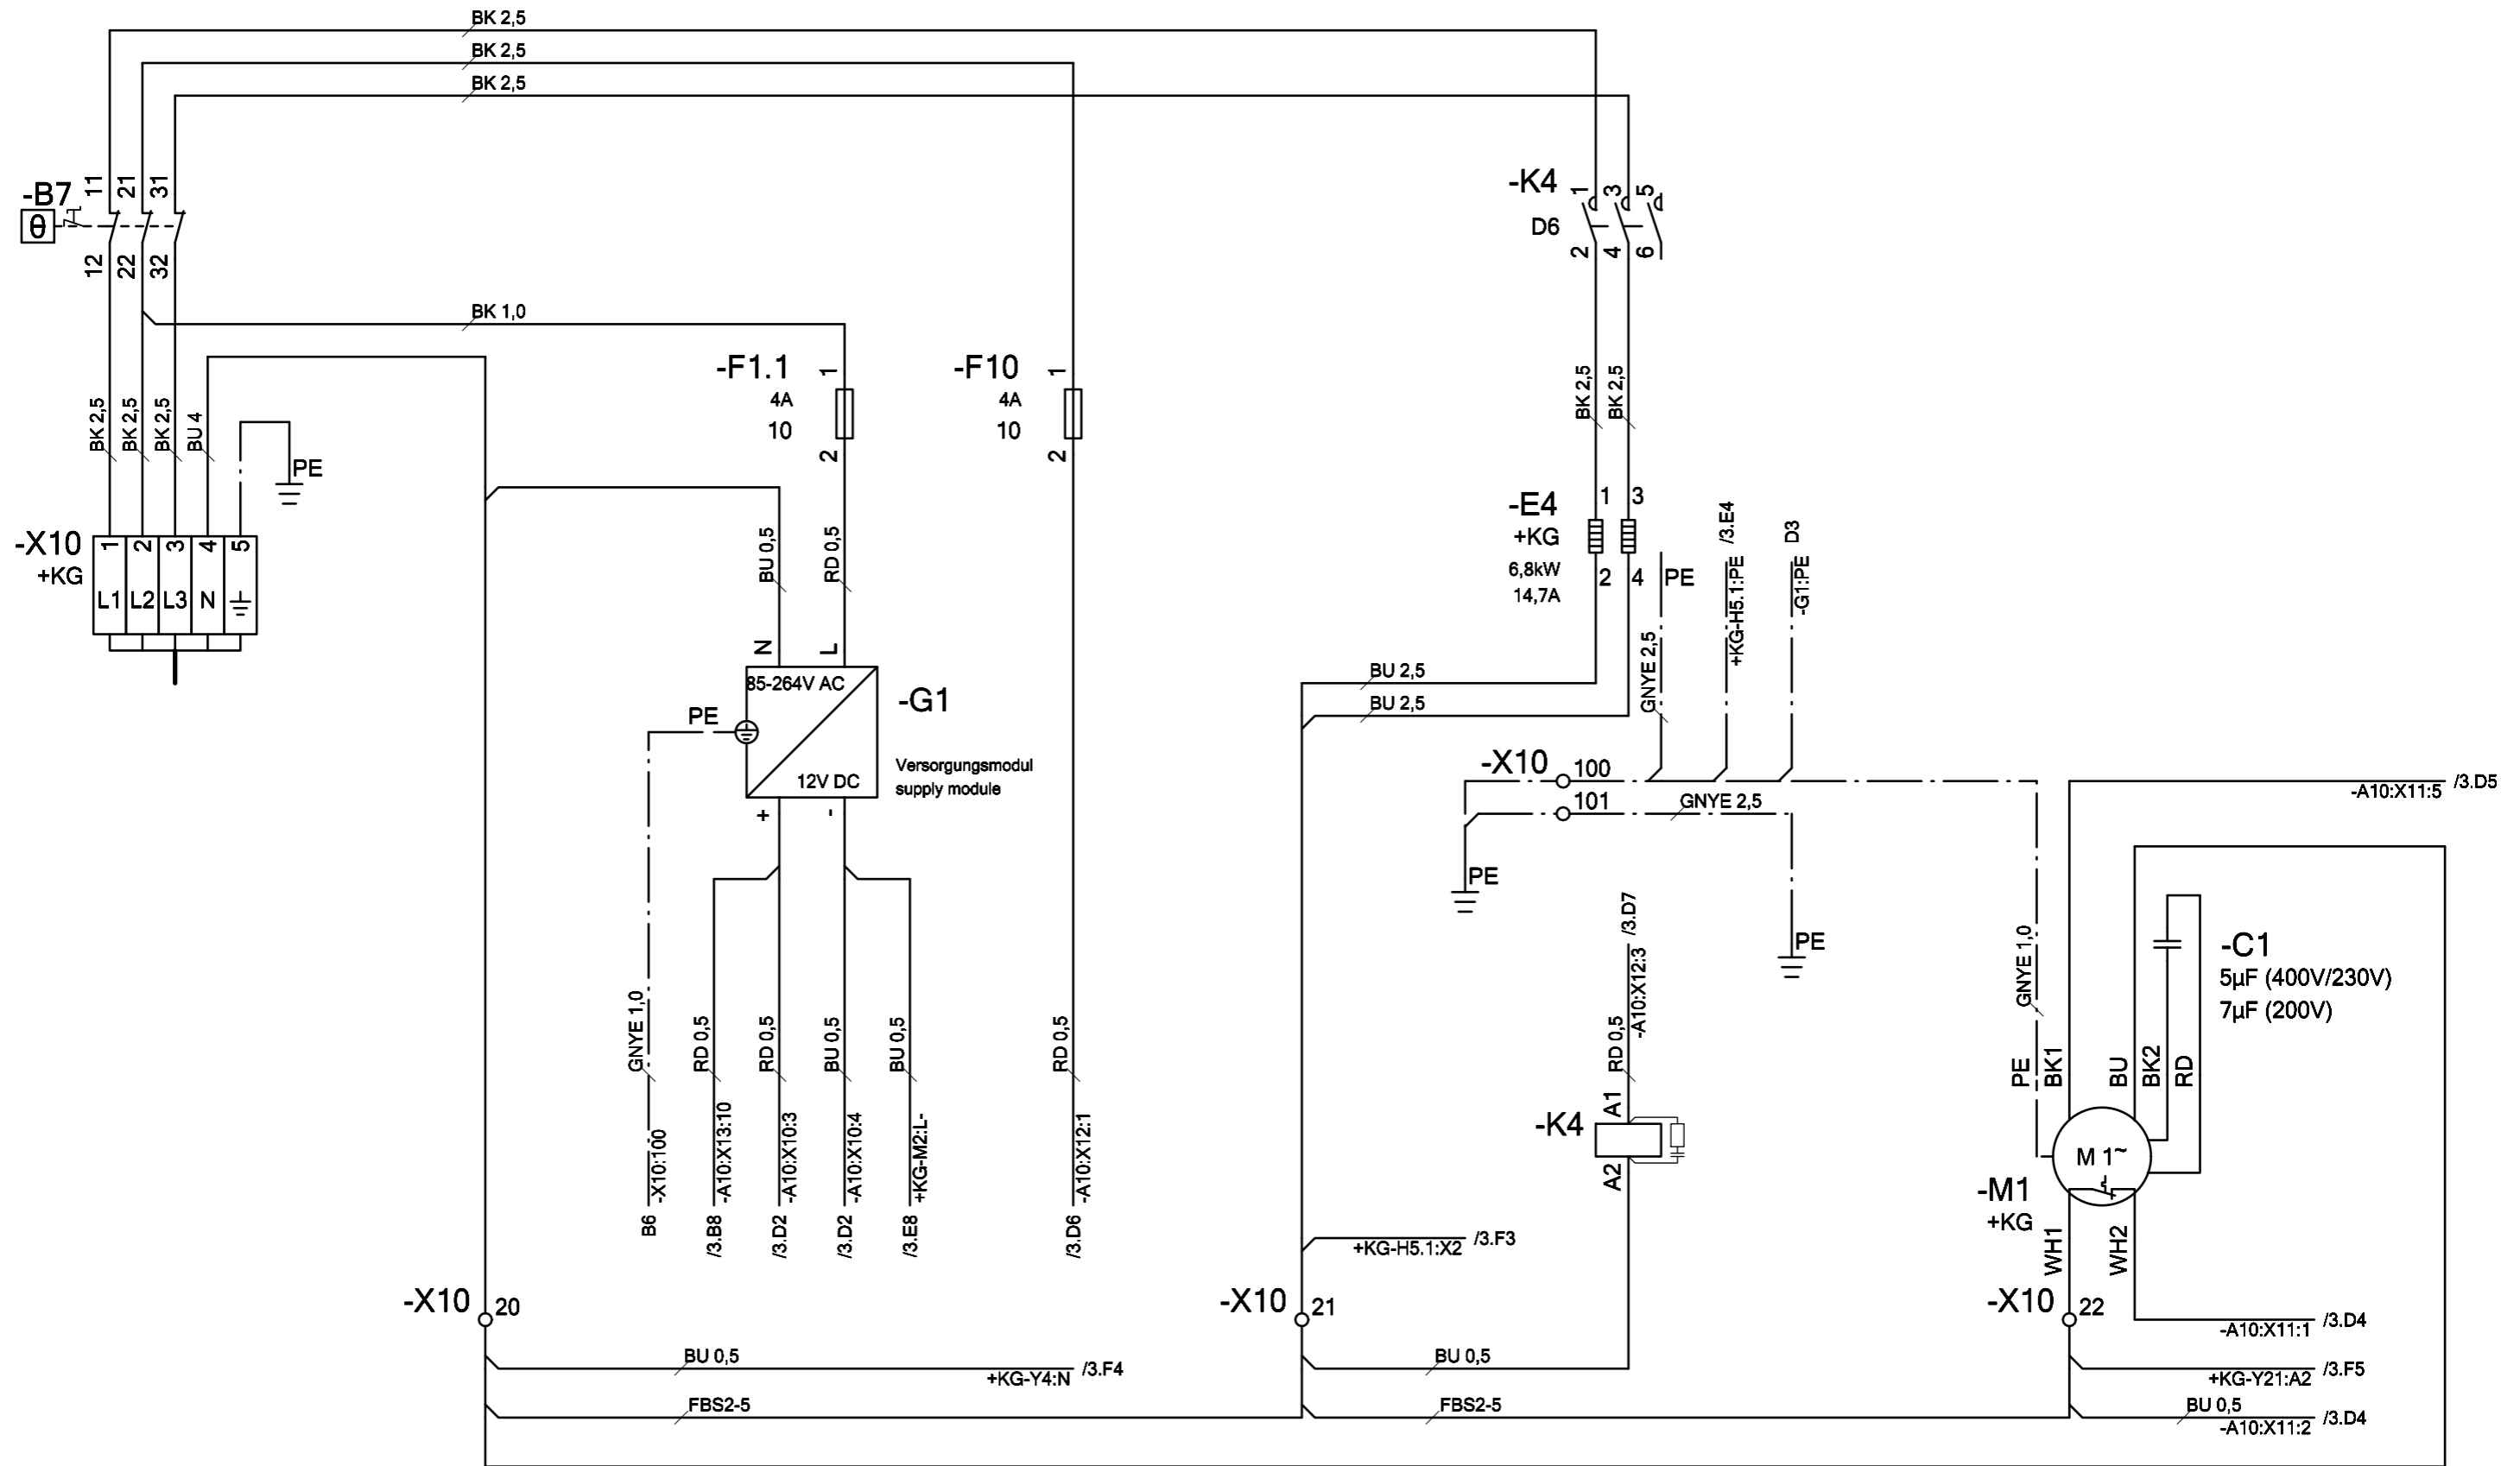 BK 2,5
BK 2,5
BK 2,5
-B7
θ
11
21
31
12
22
32
-K4
D6
1
3
5
2
4
6
BK 1,0
-F1.1
4A
10
1
2
-F10
4A
10
1
2
BK 2,5
BK 2,5
BK 2,5
BK 2,5
BK 2,5
BU 4
PE
-X10
+KG
1
2
3
4
5
L1
L2
L3
N
BU 0,5
RD 0,5
-E4
+KG
6,8kW
14,7A
1
3
2
4
PE
GNYE 2,5
/3.E4
+KG-H5.1:PE
D3
-G1:PE
N
L
85-264V AC
12V DC
-G1
Versorgungsmodul
supply module
PE
+
-
BU 2,5
BU 2,5
-X10
100
101
GNYE 2,5
PE
PE
-A10:X11:5
/3.D5
GNYE 1,0
RD 0,5
RD 0,5
BU 0,5
BU 0,5
RD 0,5
-X10:100
-A10:X13:10
-A10:X10:3
-A10:X10:4
+KG-M2:L-
-A10:X12:1
B6
/3.B8
/3.D2
/3.D2
/3.E8
/3.D6
/3.D7
-A10:X12:3
RD 0,5
-K4
A1
A2
GNYE 1,0
-C1
5µF (400V/230V)
7µF (200V)
PE
BK1
BU
BK2
RD
M 1~
-M1
+KG
WH1
WH2
+KG-H5.1:X2
/3.F3
-X10
20
-X10
21
-X10
22
-A10:X11:1
/3.D4
BU 0,5
+KG-Y4:N
/3.F4
BU 0,5
+KG-Y21:A2
/3.F5
FBS2-5
FBS2-5
BU 0,5
-A10:X11:2
/3.D4